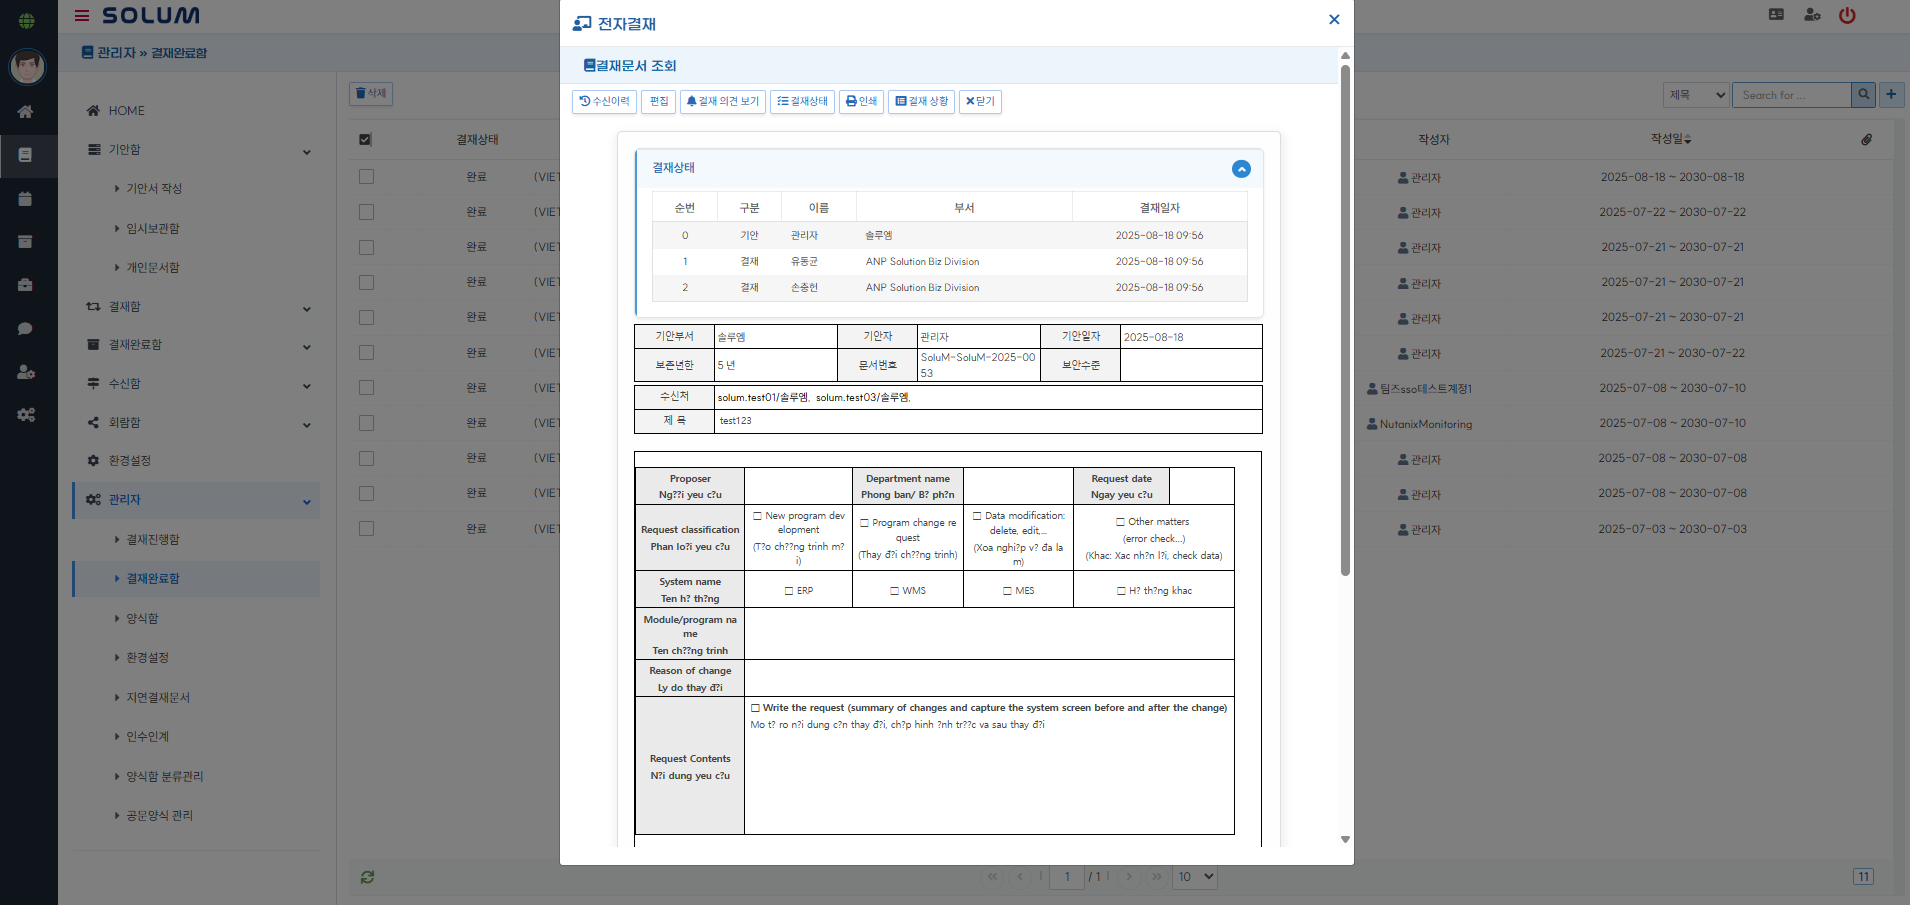 SOLUM
관리자 » 결재완료함
HOME
기안함
기안서 작성
임시보관함
개인문서함
결재함
결재완료함
수신함
회람함
환경설정
관리자
결재진행함
결재완료함
양식함
환경설정
지연결재문서
인수인계
양식함 분류관리
공문양식 관리
삭제
결재상태
완료 (VIET
완료 (VIET
완료 (VIET
완료 (VIET
완료 (VIET
완료 (VIET
완료 (VIET
완료 (VIET
완료 (VIET
완료 (VIET
완료 (VIET
전자결재
결재문서 조회
수신이력 편집 결재 의견 보기 결재상태 인쇄 결재 상황 닫기
결재상태
순번 구분 이름 부서 결재일자
0 기안 관리자 솔루엠 2025-08-18 09:56
1 결재 유동균 ANP Solution Biz Division 2025-08-18 09:56
2 결재 손충헌 ANP Solution Biz Division 2025-08-18 09:56
기안부서 솔루엠 기안자 관리자 기안일자 2025-08-18
보존년한 5 년 문서번호 SoluM-SoluM-2025-00
53 보안수준
수신처 solum.test01/솔루엠, solum.test03/솔루엠,
제 목 test123
Proposer Department name Request date
Ng??i yeu c?u Phong ban/ B? ph?n Ngay yeu c?u
Request classification
Phan lo?i yeu c?u
☐ New program dev
elopment
(T?o ch??ng trinh m?
i)
☐ Program change re
quest
(Thay đ?i ch??ng trinh)
☐ Data modification:
delete, edit,...
(Xoa nghi?p v? đa la
m)
☐ Other matters
(error check...)
(Khac: Xac nh?n l?i, check data)
System name
Ten h? th?ng
☐ ERP ☐ WMS ☐ MES ☐ H? th?ng khac
Module/program na
me
Ten ch??ng trinh
Reason of change
Ly do thay đ?i
Request Contents
N?i dung yeu c?u
☐ Write the request (summary of changes and capture the system screen before and after the change)
Mo t? ro n?i dung c?n thay đ?i, ch?p hinh ?nh tr??c va sau thay đ?i
제목 Search for ...
작성자 작성일
관리자 2025-08-18 ~ 2030-08-18
관리자 2025-07-22 ~ 2030-07-22
관리자 2025-07-21 ~ 2030-07-21
관리자 2025-07-21 ~ 2030-07-21
관리자 2025-07-21 ~ 2030-07-21
관리자 2025-07-21 ~ 2030-07-22
팀즈sso테스트계정1 2025-07-08 ~ 2030-07-10
NutanixMonitoring 2025-07-08 ~ 2030-07-10
관리자 2025-07-08 ~ 2030-07-08
관리자 2025-07-08 ~ 2030-07-08
관리자 2025-07-03 ~ 2030-07-03
1 / 1 10
11